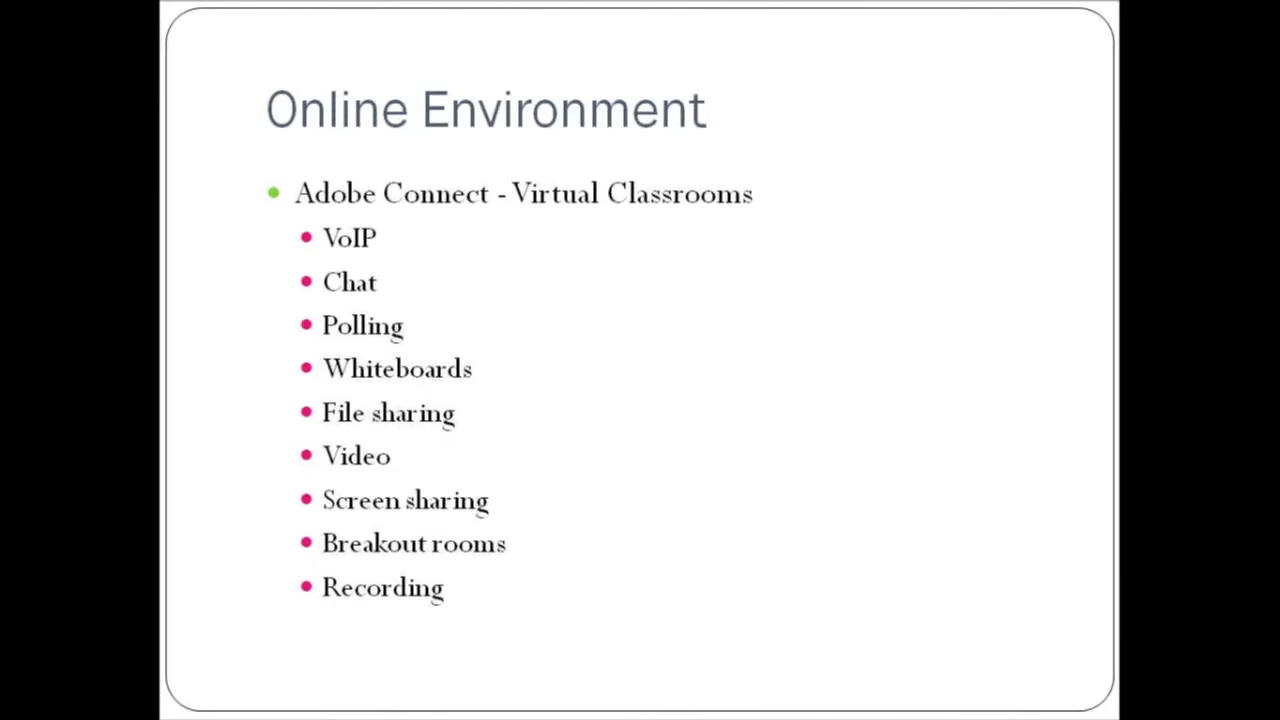 Online Environment
Adobe Connect - Virtual Classrooms
VoIP
Chat
Polling
Whiteboards
File sharing
Video
Screen sharing
Breakout rooms
Recording